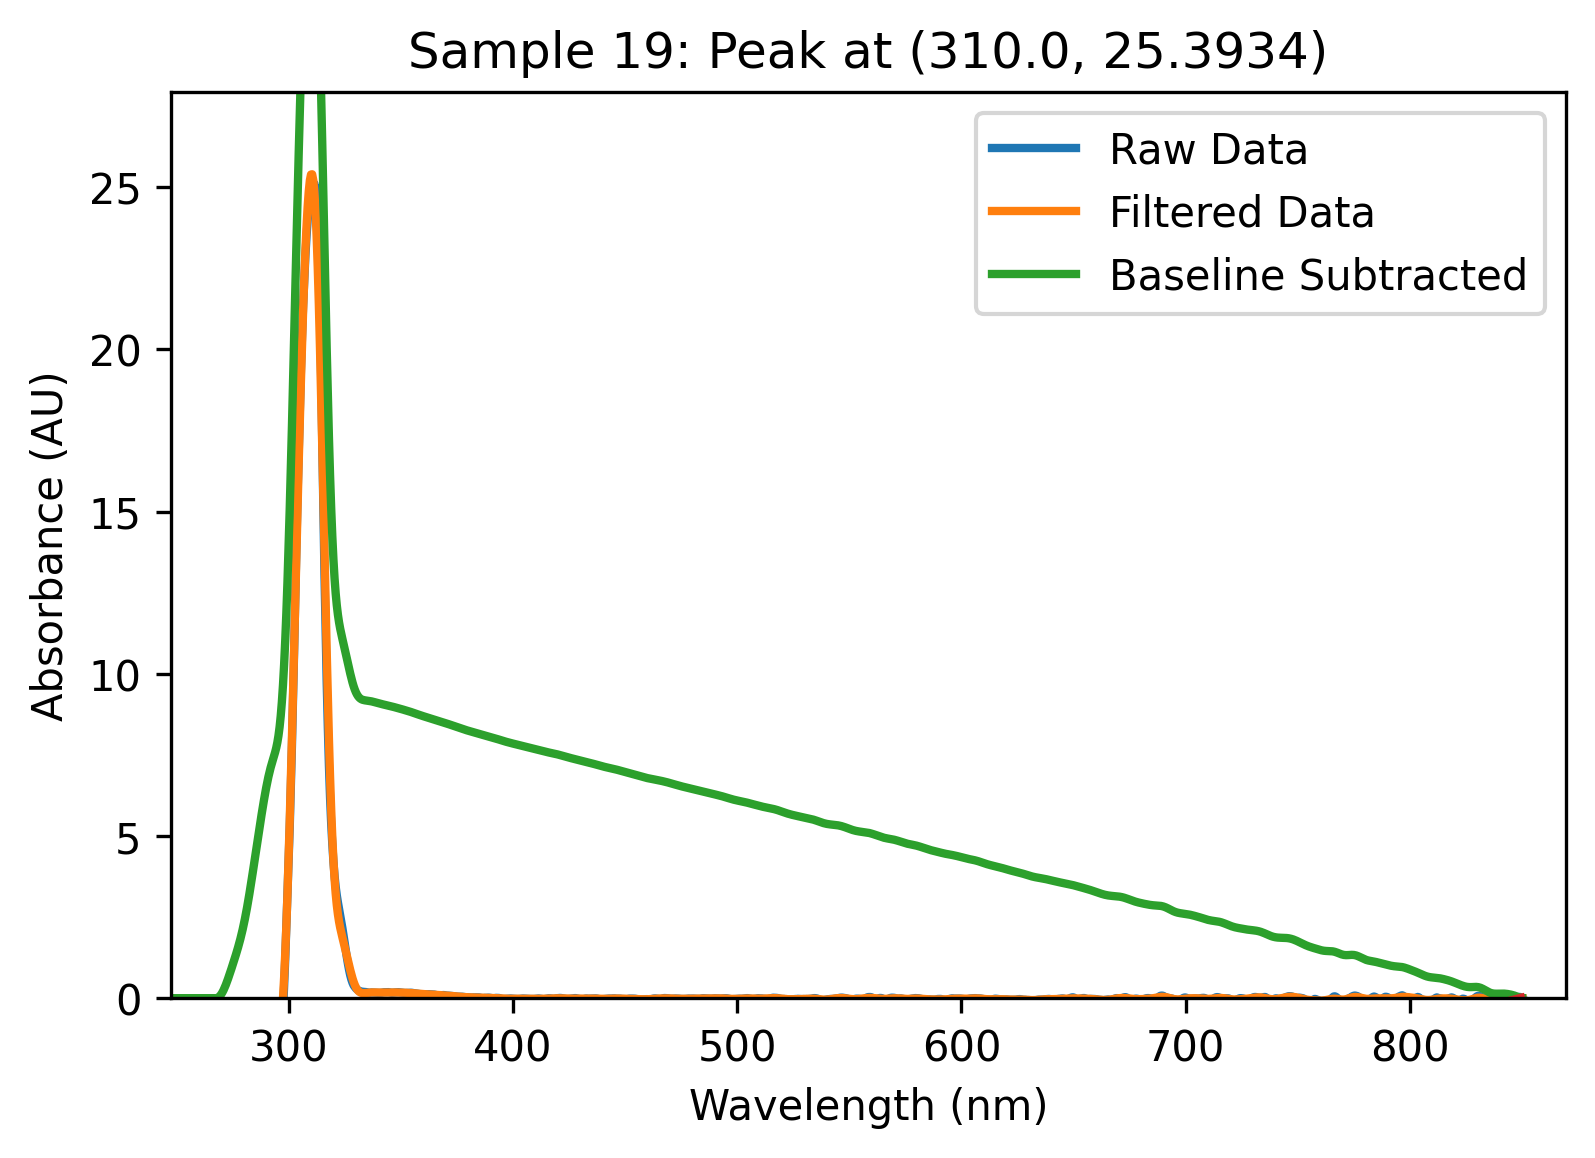 Sample 19: Peak at (310.0, 25.3934)
Raw Data
Filtered Data
Baseline Subtracted
Absorbance (AU)
25
20
15
10
5
0
300 400 500 600 700 800
Wavelength (nm)